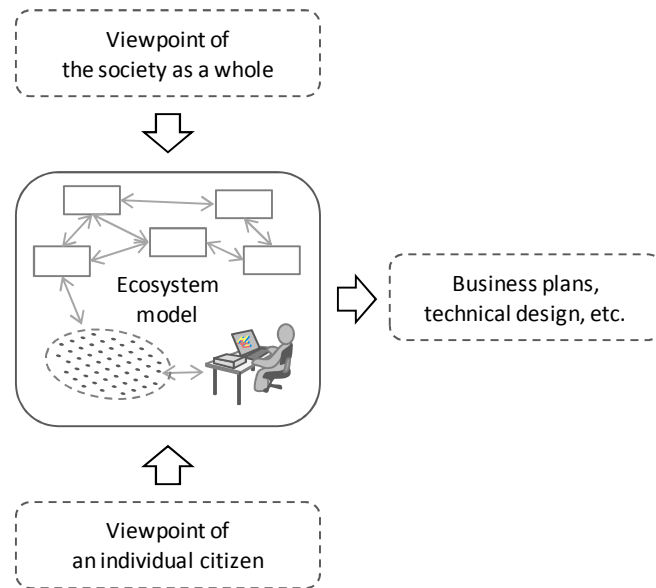 Viewpoint of
the society as a whole
Ecosystem
model
Business plans,
technical design, etc.
Viewpoint of
an individual citizen